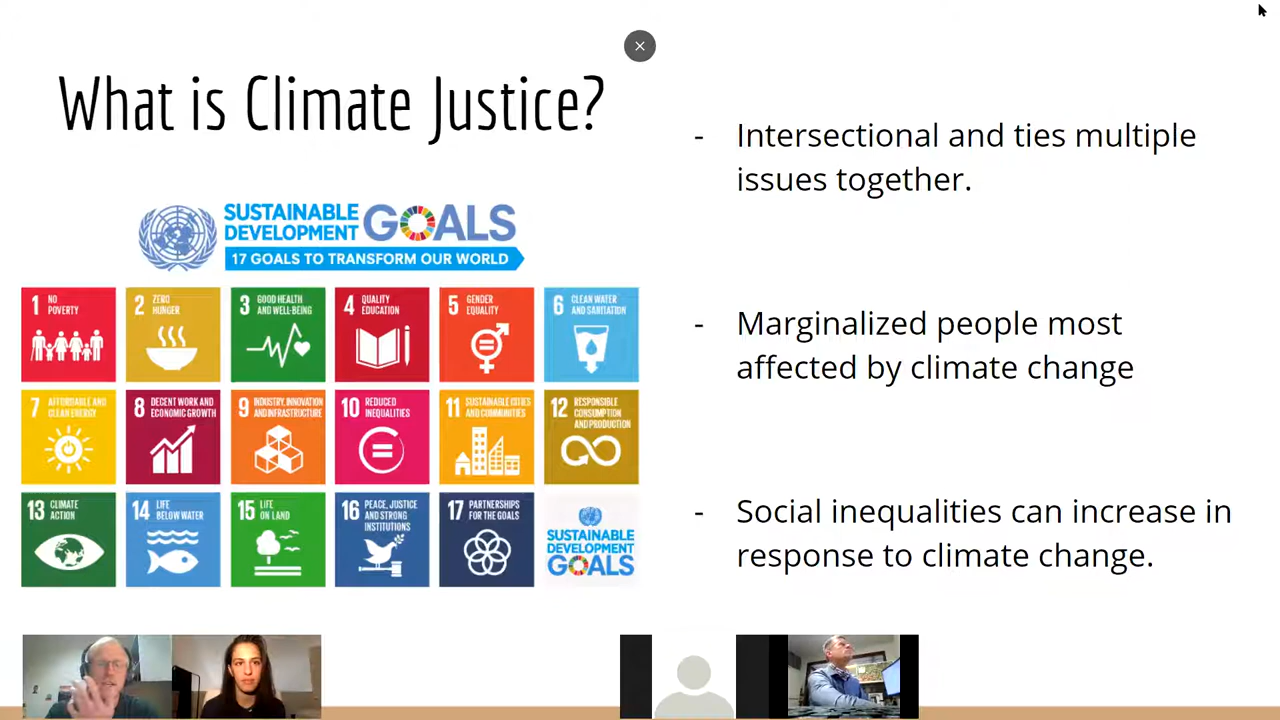 What is Climate Justice?
SUSTAINABLE
DEVELOPMENT
GOALS
17 GOALS TO TRANSFORM OUR WORLD
1 NO
POVERTY
2 ZERO
HUNGER
3 GOOD HEALTH
AND WELL-BEING
4 QUALITY
EDUCATION
5 GENDER
EQUALITY
6 CLEAN WATER
AND SANITATION
7 AFFORDABLE AND
CLEAN ENERGY
8 DECENT WORK AND
ECONOMIC GROWTH
9 INDUSTRY, INNOVATION
AND INFRASTRUCTURE
10 REDUCED
INEQUALITIES
11 SUSTAINABLE CITIES
AND COMMUNITIES
12 RESPONSIBLE
CONSUMPTION
AND PRODUCTION
13 CLIMATE
ACTION
14 LIFE
BELOW WATER
15 LIFE
ON LAND
16 PEACE, JUSTICE
AND STRONG
INSTITUTIONS
17 PARTNERSHIPS
FOR THE GOALS
SUSTAINABLE
DEVELOPMENT
GOALS
- Intersectional and ties multiple
issues together.
- Marginalized people most
affected by climate change
- Social inequalities can increase in
response to climate change.